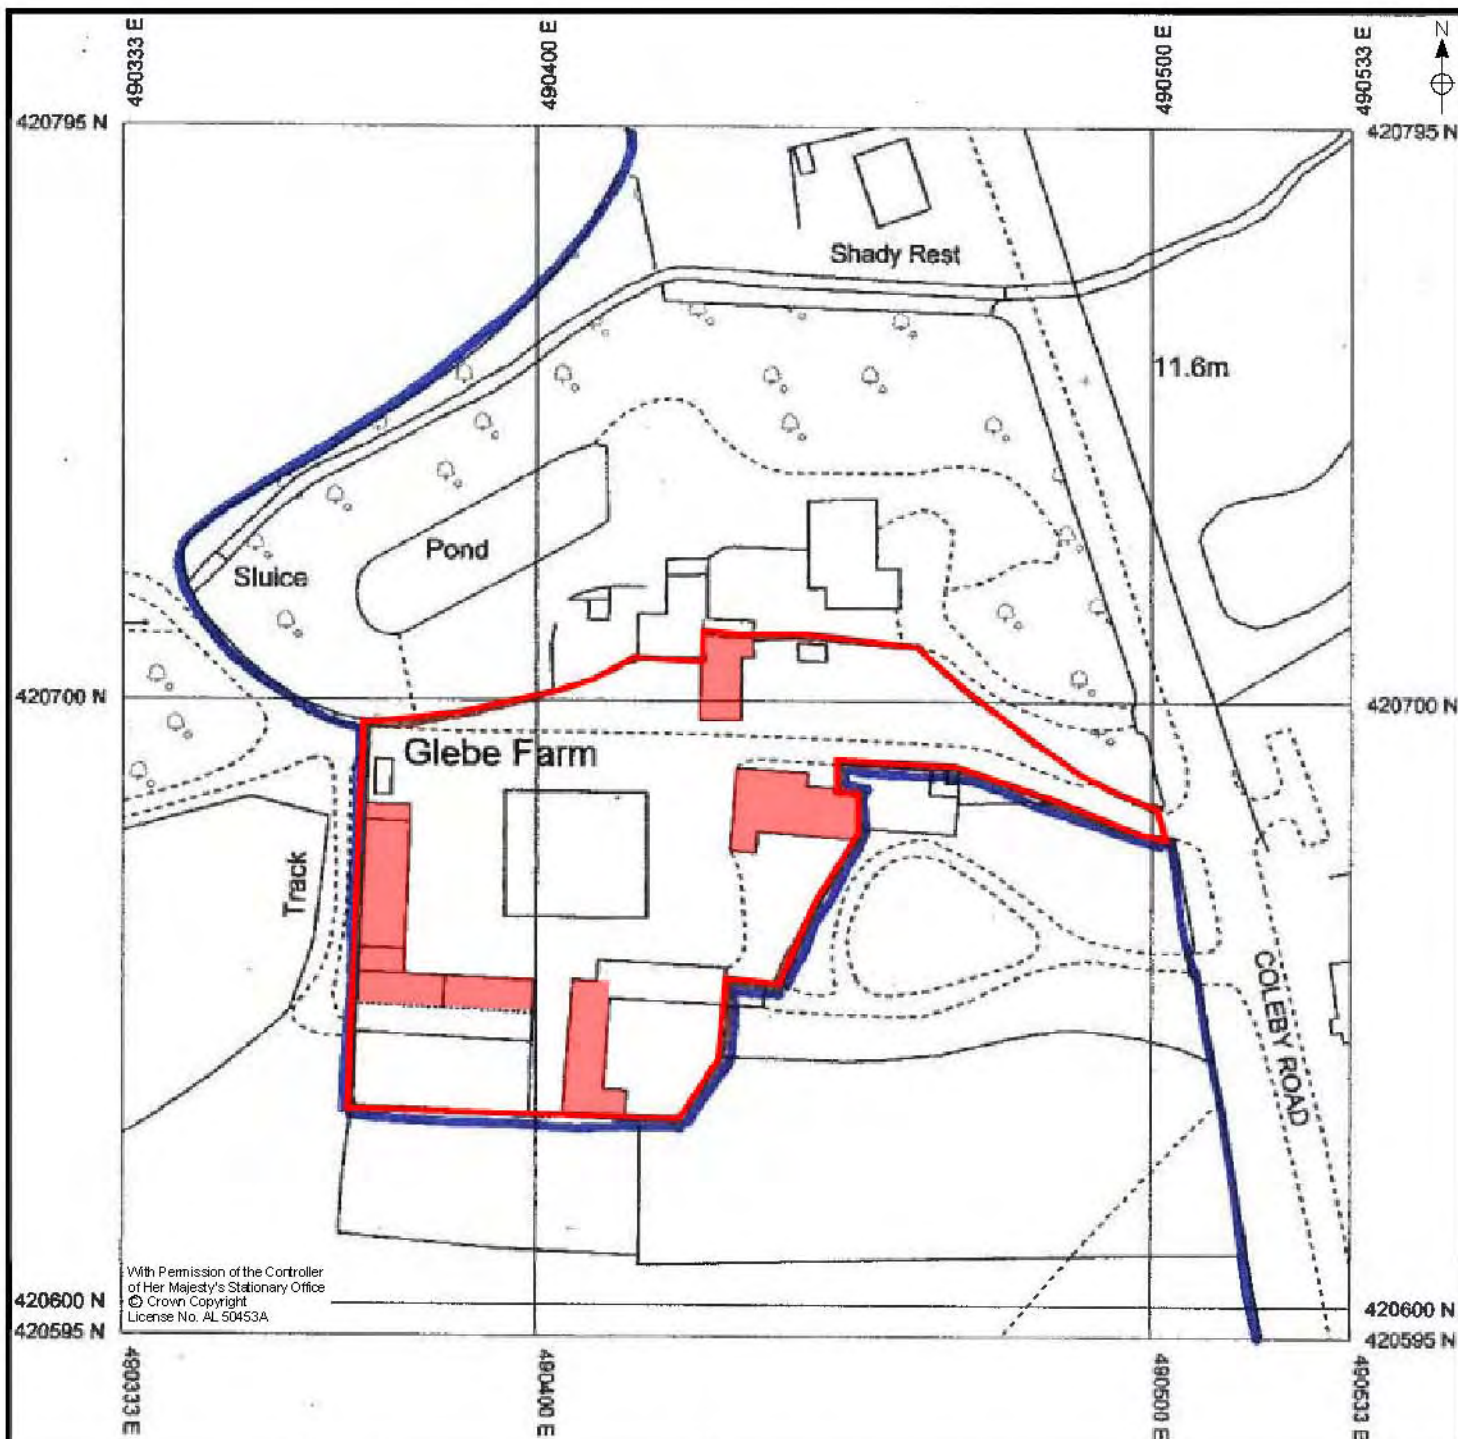 490333 E
490400 E
490500 E
490533 E
N
420795 N
420795 N
Shady Rest
11.6m
Pond
Sluice
420700 N
420700 N
Glebe Farm
Track
COLEBY ROAD
With Permission of the Controller
of Her Majesty's Stationary Office
© Crown Copyright
License No. AL 50453A
420600 N
420595 N
420600 N
420595 N
490333 E
490400 E
490500 E
490533 E